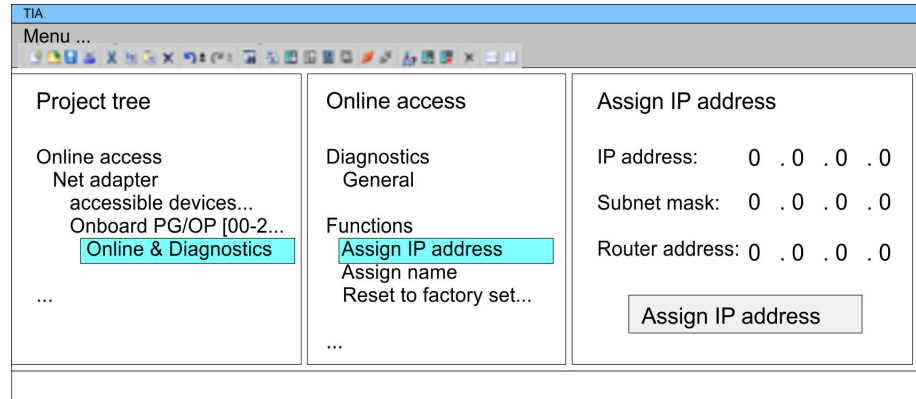 TIA
Menu ...
Project tree
Online access
Net adapter
accessible devices...
Onboard PG/OP [00-2...
Online & Diagnostics
...
Online access
Diagnostics
General
Functions
Assign IP address
Assign name
Reset to factory set...
...
Assign IP address
IP address: 0 . 0 . 0 . 0
Subnet mask: 0 . 0 . 0 . 0
Router address: 0 . 0 . 0 . 0
Assign IP address